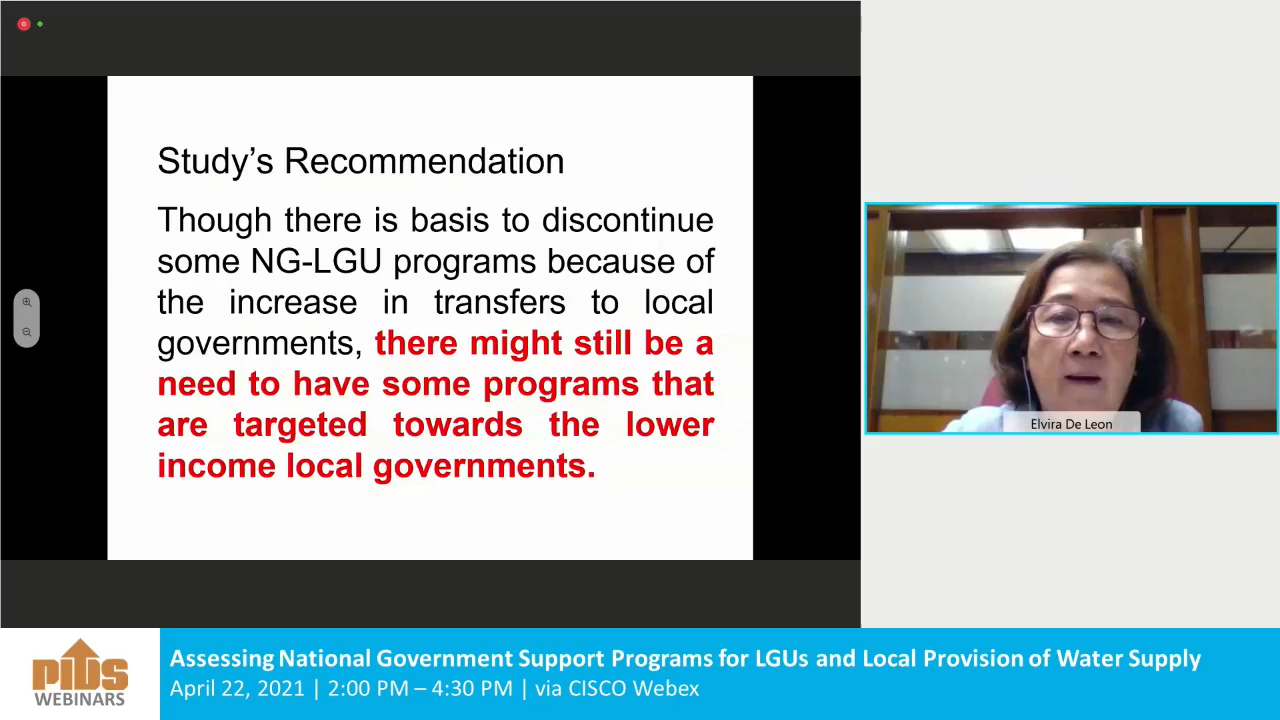 Study’s Recommendation
Though there is basis to discontinue
some NG-LGU programs because of
the increase in transfers to local
governments, there might still be a
need to have some programs that
are targeted towards the lower
income local governments.
Elvira De Leon
PIDS
WEBINARS
Assessing National Government Support Programs for LGUs and Local Provision of Water Supply
April 22, 2021 | 2:00 PM – 4:30 PM | via CISCO Webex